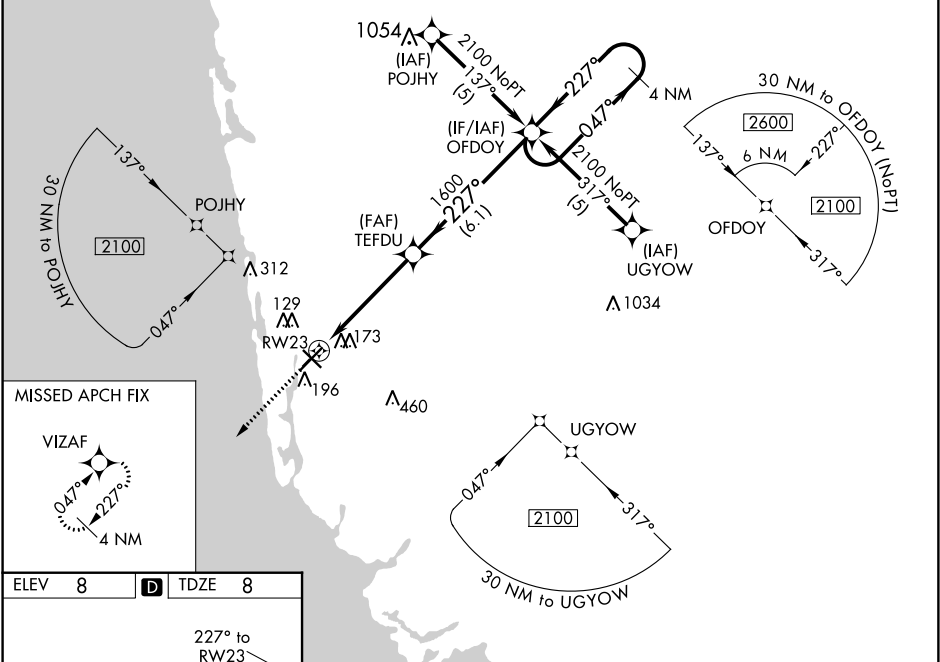 1054
(IAF)
POJHY
2100 NoPT
137°
(5)
227°
047°
4 NM
(IF/IAF)
OFDOY
2100 NoPT
317°
(5)
(IAF)
UGYOW
1600
227°
(6.1)
(FAF)
TEFDU
30 NM to OFDOY (NoPT)
2600
137°
6 NM
227°
2100
OFDOY
317°
137°
POJHY
30 NM to POJHY
2100
047°
312
129
RW23
173
196
460
1034
MISSED APCH FIX
VIZAF
047°
227°
4 NM
UGYOW
047°
317°
2100
30 NM to UGYOW
ELEV 8 D TDZE 8
227° to
RW23